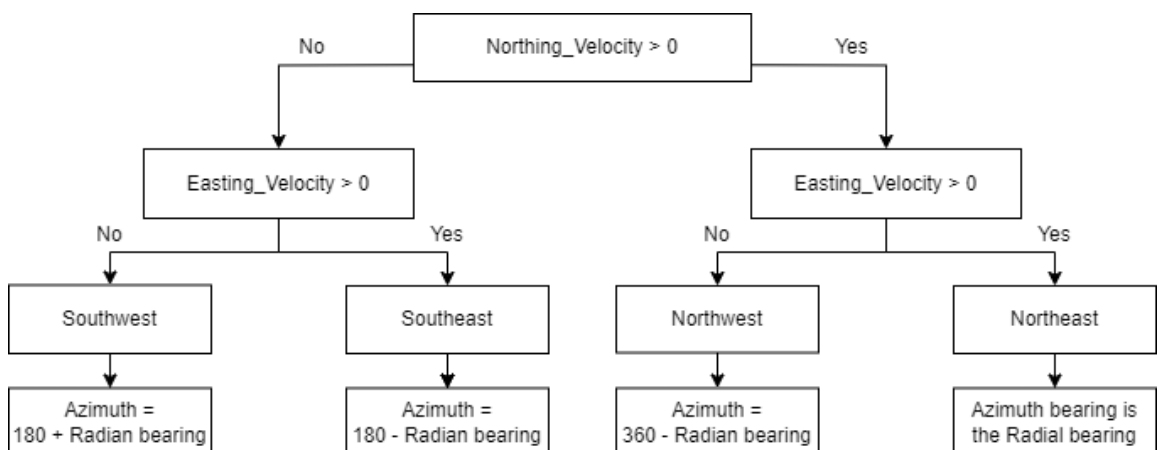 Northing_Velocity > 0
No
Yes
Easting_Velocity > 0
Easting_Velocity > 0
No
Yes
No
Yes
Southwest
Southeast
Northwest
Northeast
Azimuth =
180 + Radian bearing
Azimuth =
180 - Radian bearing
Azimuth =
360 - Radian bearing
Azimuth bearing is
the Radial bearing